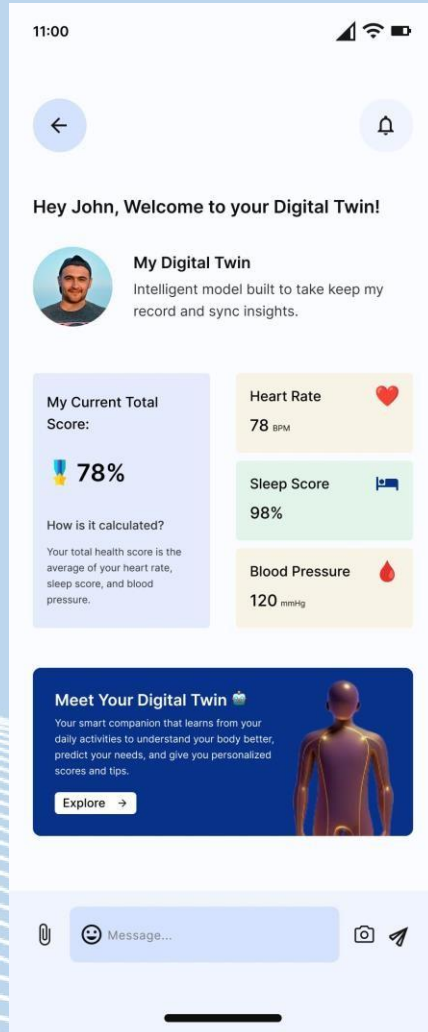 11:00
Hey John, Welcome to your Digital Twin!
My Digital Twin
Intelligent model built to take keep my
record and sync insights.
My Current Total
Score:
78%
How is it calculated?
Your total health score is the
average of your heart rate,
sleep score, and blood
pressure.
Heart Rate
78 BPM
Sleep Score
98%
Blood Pressure
120 mmHg
Meet Your Digital Twin
Your smart companion that learns from your
daily activities to understand your body better,
predict your needs, and give you personalized
scores and tips.
Explore →
Message...